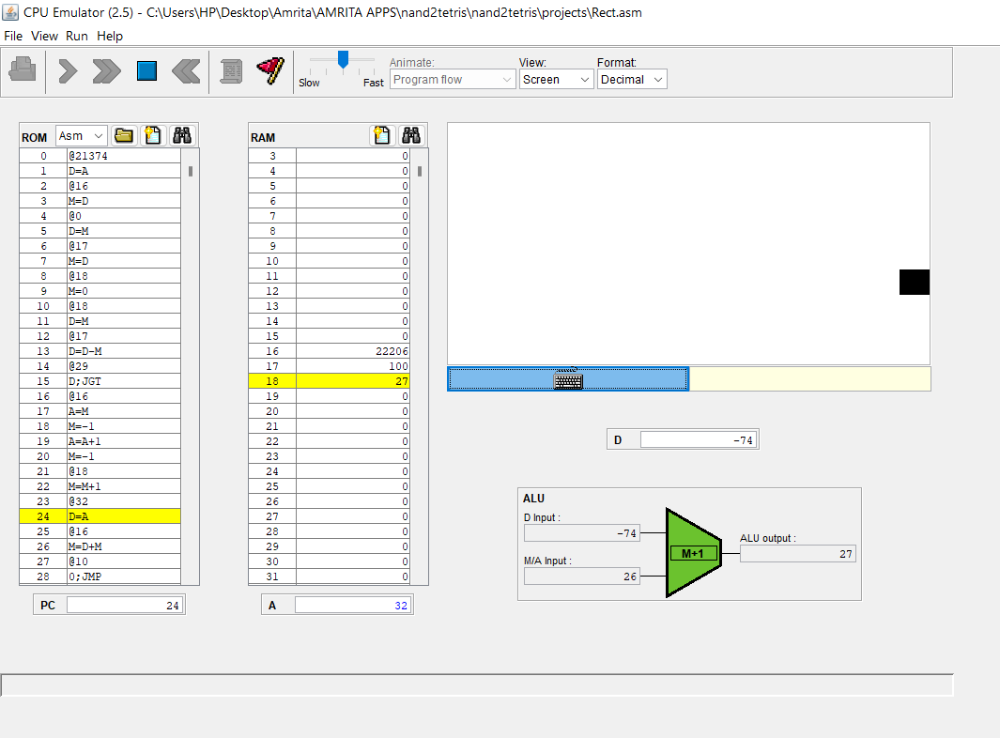 CPU Emulator (2.5) - C:\Users\HP\Desktop\Amrita\AMRITA APPS\nand2tetris\nand2tetris\projects\Rect.asm
File View Run Help
Slow Fast
Animate:
Program flow
View:
Screen
Format:
Decimal
ROM Asm
0 @21374
1 D=A
2 @16
3 M=D
4 @0
5 D=M
6 @17
7 M=D
8 @18
9 M=0
10 @18
11 D=M
12 @17
13 D=D-M
14 @29
15 D;JGT
16 @16
17 A=M
18 M=-1
19 A=A+1
20 M=-1
21 @18
22 M=M+1
23 @32
24 D=A
25 @16
26 M=D+M
27 @10
28 0;JMP
PC 24
RAM
3 0
4 0
5 0
6 0
7 0
8 0
9 0
10 0
11 0
12 0
13 0
14 0
15 0
16 22206
17 100
18 27
19 0
20 0
21 0
22 0
23 0
24 0
25 0
26 0
27 0
28 0
29 0
30 0
31 0
A 32
D -74
ALU
D Input :
-74
M/A Input :
26
M+1
ALU output :
27